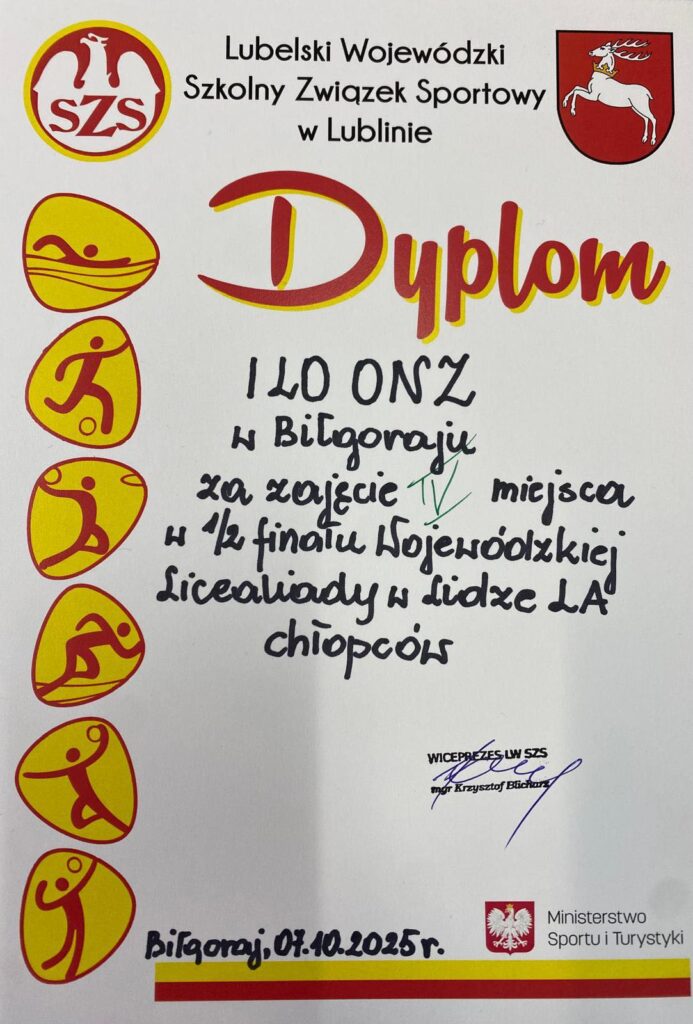 SZS
Lubelski Wojewódzki
Szkolny Związek Sportowy
w Lublinie
Dyplom
I LO ONZ
w Biłgoraju
za zajęcie IV miejsca
w 1/2 finału Wojewódzkiej
Licealiady w Lidze LA
chłopców
WICEPREZES LW SZS
mgr Krzysztof Blicharz
Ministerstwo
Sportu i Turystyki
Biłgoraj, 07.10.2025 r.